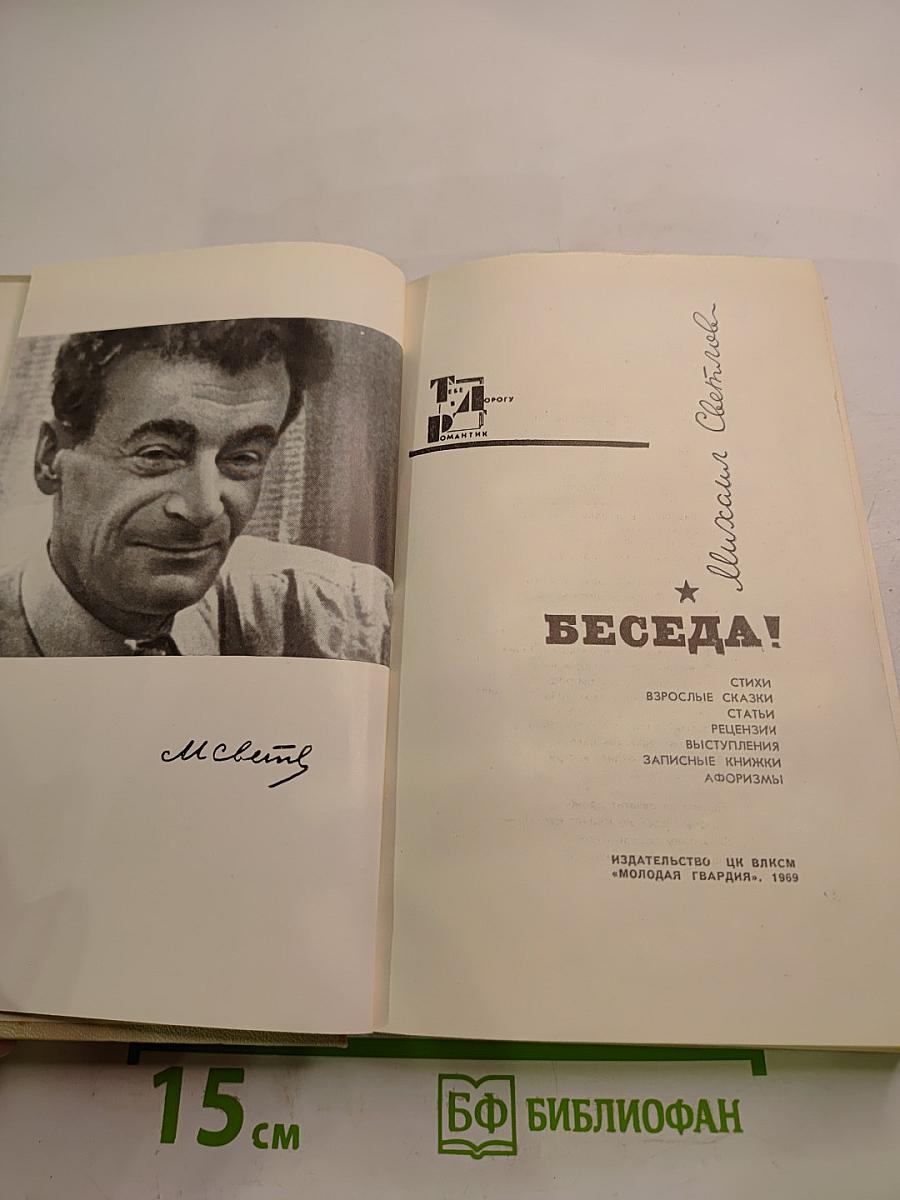 М Светлов
Тебе в Дорогу
Романтик
Михаил Светлов
БЕСЕДА!
СТИХИ
ВЗРОСЛЫЕ СКАЗКИ
СТАТЬИ
РЕЦЕНЗИИ
ВЫСТУПЛЕНИЯ
ЗАПИСНЫЕ КНИЖКИ
АФОРИЗМЫ
ИЗДАТЕЛЬСТВО ЦК ВЛКСМ
«МОЛОДАЯ ГВАРДИЯ». 1969
15 см
БФ БИБЛИОФАН